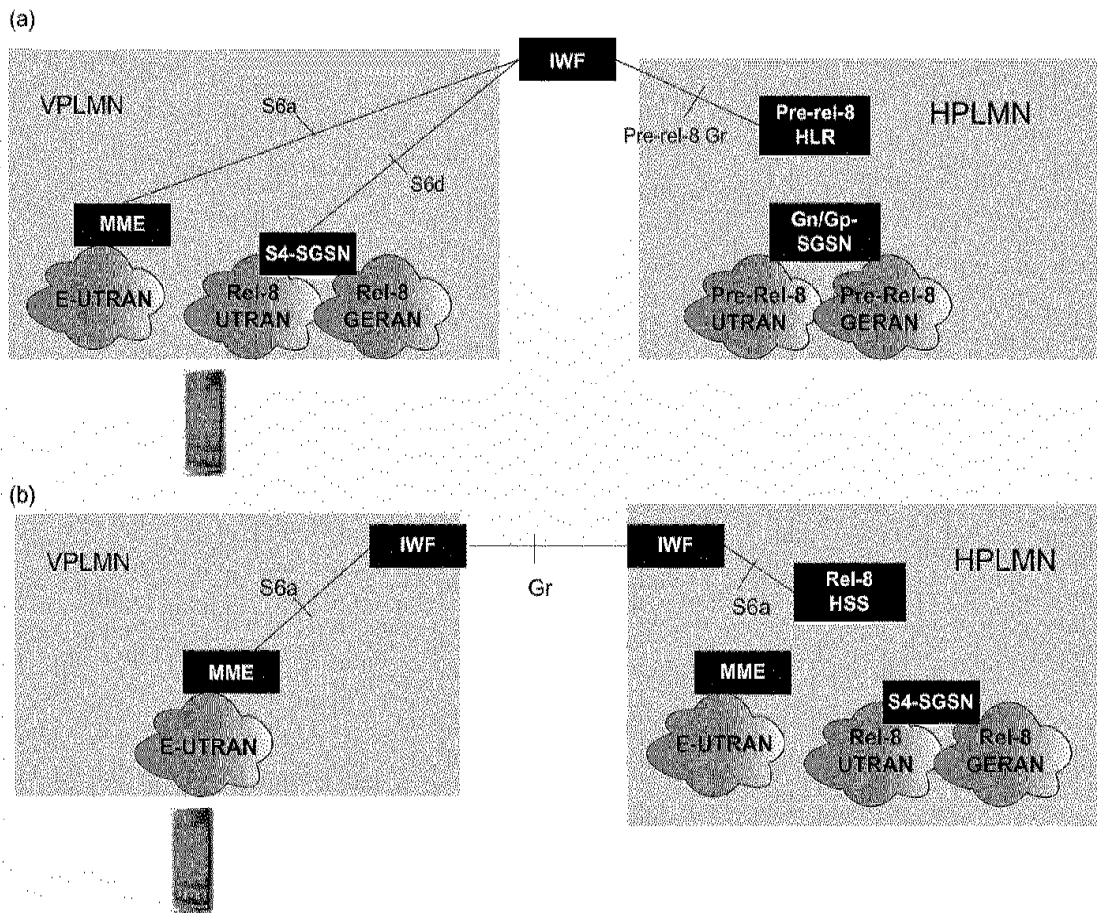 (a)
IWF
VPLMN
S6a
Pre-rel-8
HLR
HPLMN
Pre-rel-8 Gr
S6d
MME
Gn/Gp-
SGSN
S4-SGSN
E-UTRAN
Rel-8
UTRAN
Rel-8
GERAN
Pre-Rel-8
UTRAN
Pre-Rel-8
GERAN
(b)
VPLMN
IWF
IWF
HPLMN
S6a
Gr
S6a
Rel-8
HSS
MME
MME
S4-SGSN
E-UTRAN
E-UTRAN
Rel-8
UTRAN
Rel-8
GERAN